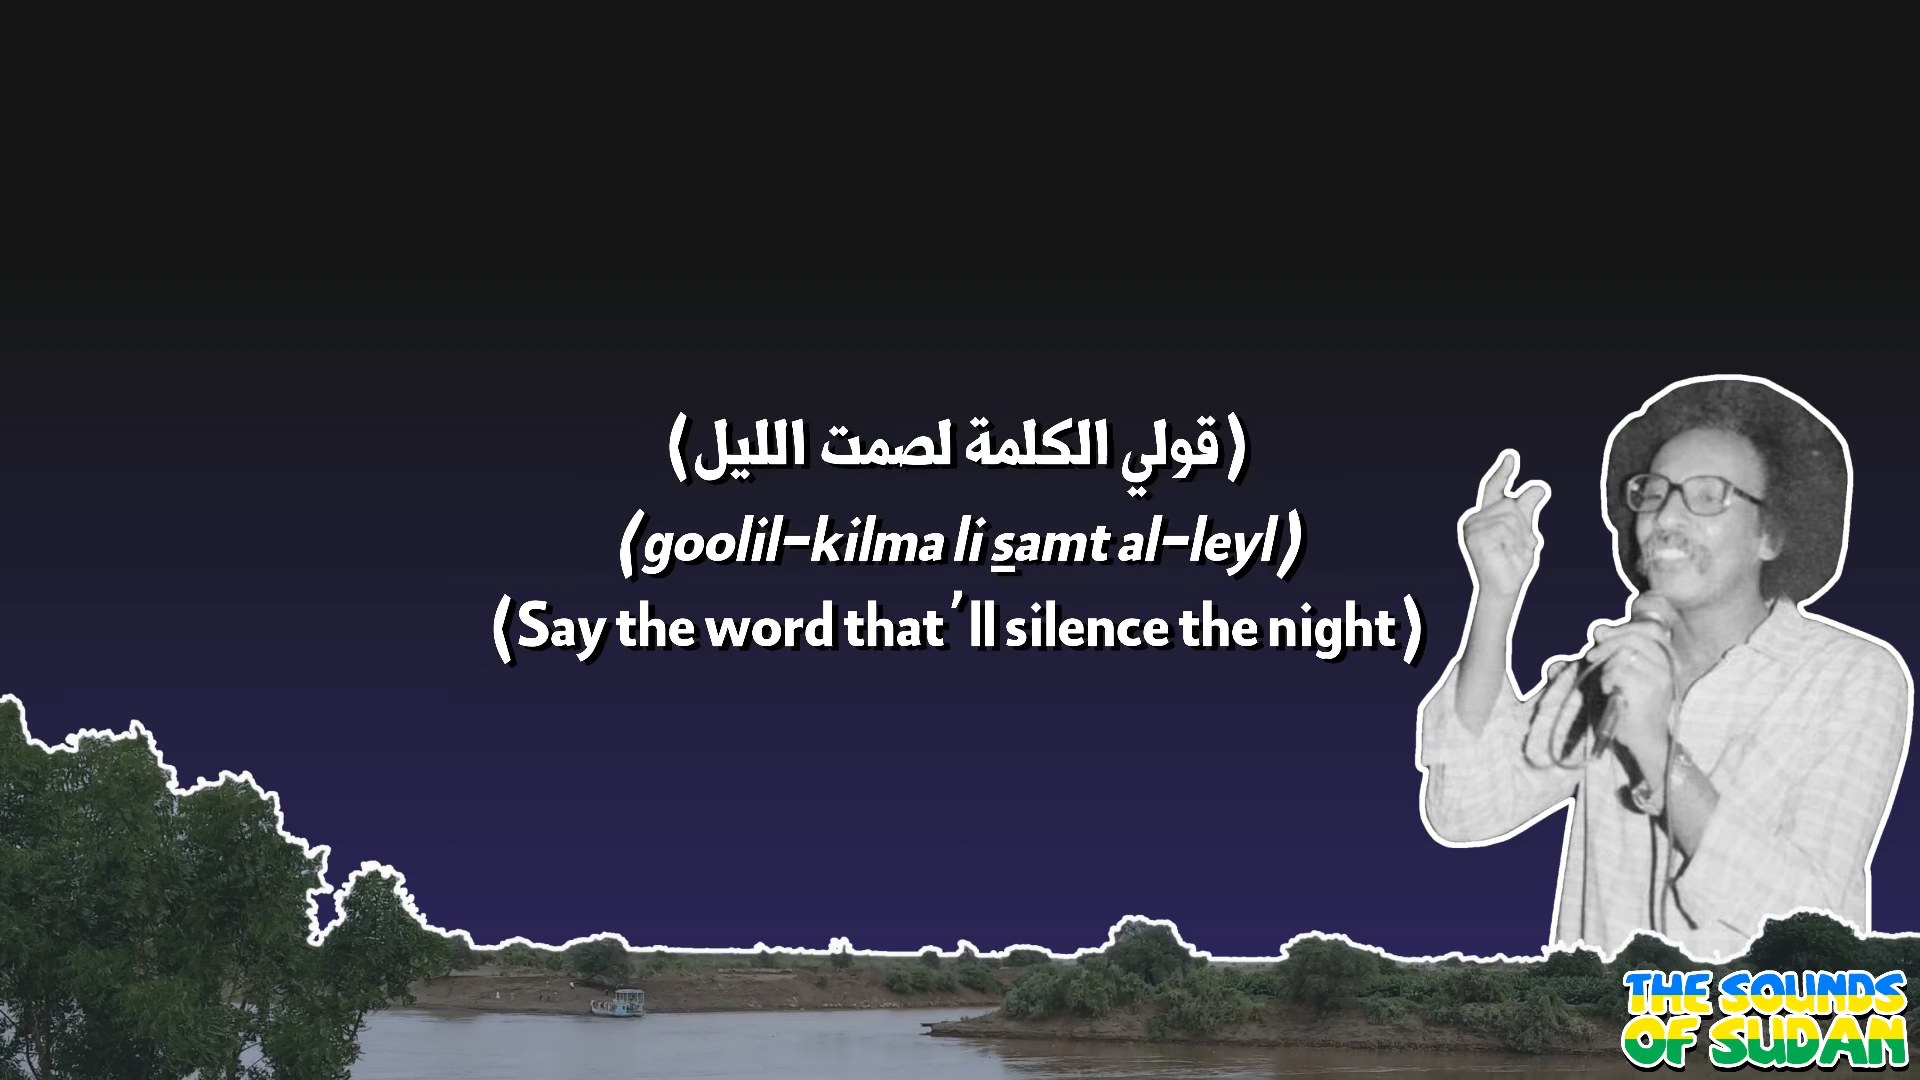 (قولي الكلمة لصمت الليل)
(goolil-kilma li s̲amt al-leyl)
(Say the word that'll silence the night)
THE SOUNDS
OF SUDAN